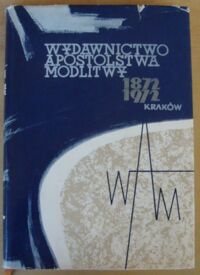 WYDAWNICTWO
APOSTOLSTWA
MODLITWY
1872
1972
KRAKÓW
WAM